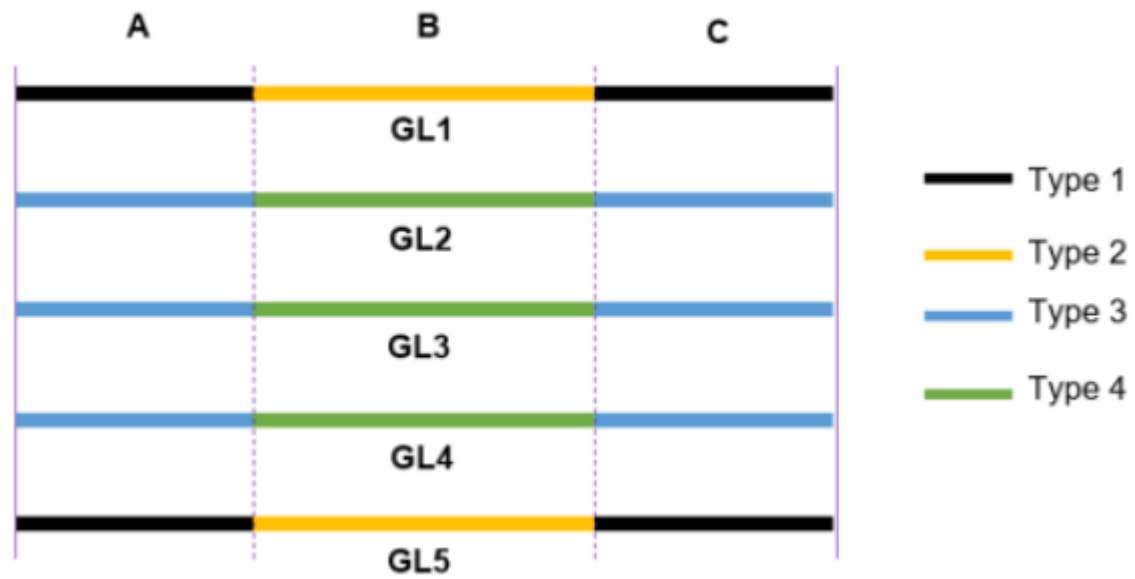 A B C
GL1
GL2
GL3
GL4
GL5
Type 1
Type 2
Type 3
Type 4